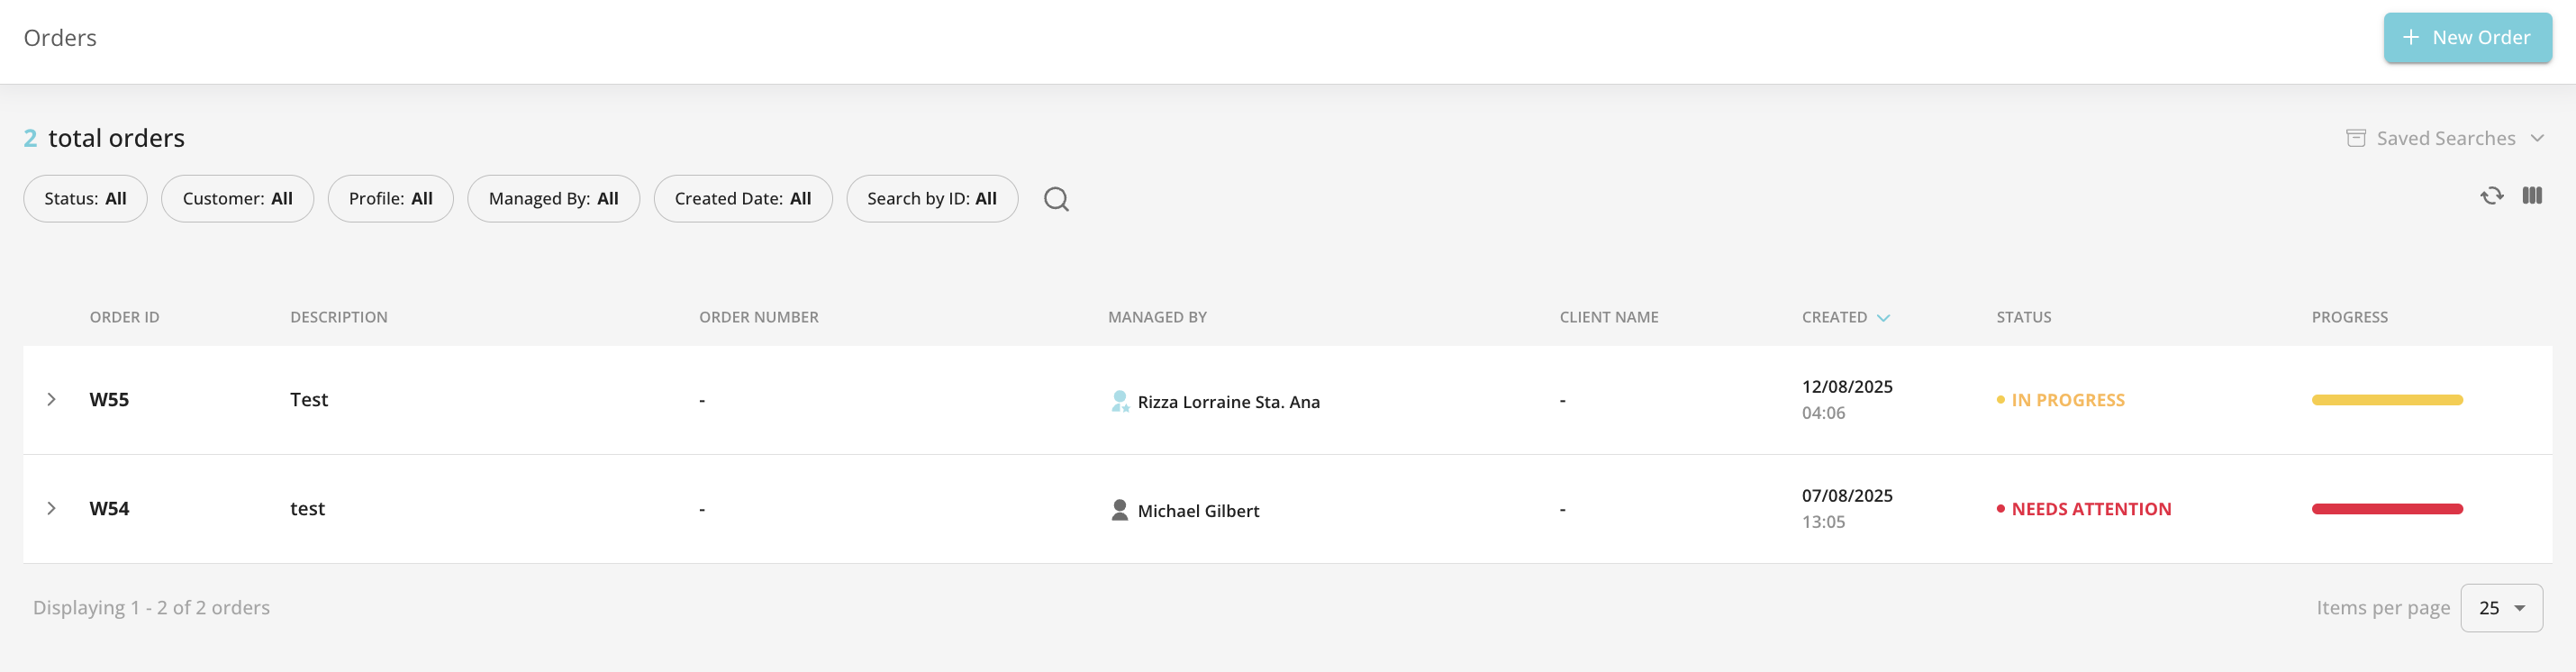 Orders
+ New Order
2 total orders
Saved Searches
Status: All Customer: All Profile: All Managed By: All Created Date: All Search by ID: All
ORDER ID DESCRIPTION ORDER NUMBER MANAGED BY CLIENT NAME CREATED STATUS PROGRESS
W55 Test - Rizza Lorraine Sta. Ana - 12/08/2025 IN PROGRESS
04:06
W54 test - Michael Gilbert - 07/08/2025 NEEDS ATTENTION
13:05
Displaying 1 - 2 of 2 orders Items per page 25